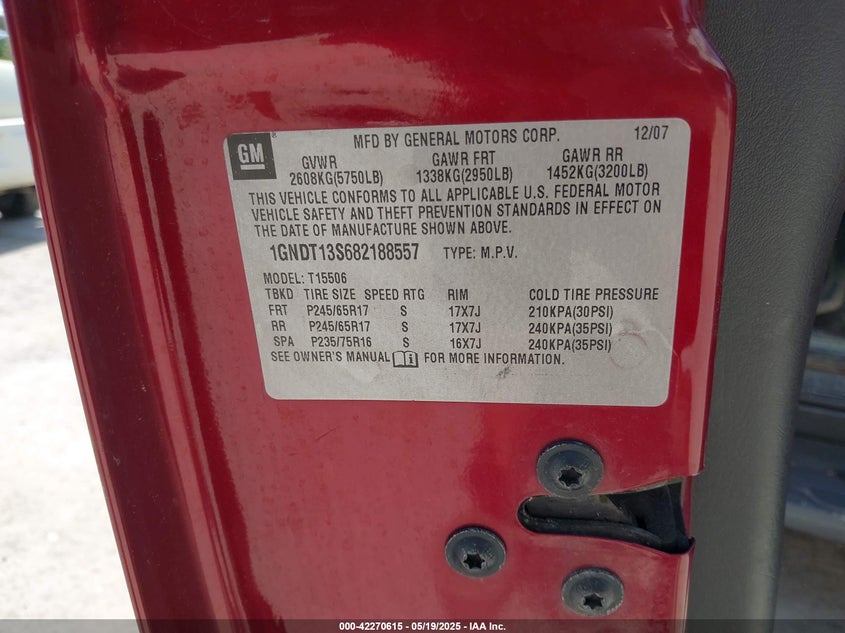 GM
MFD BY GENERAL MOTORS CORP. 12/07
GVWR GAWR FRT GAWR RR
2608KG(5750LB) 1338KG(2950LB) 1452KG(3200LB)
THIS VEHICLE CONFORMS TO ALL APPLICABLE U.S. FEDERAL MOTOR
VEHICLE SAFETY AND THEFT PREVENTION STANDARDS IN EFFECT ON
THE DATE OF MANUFACTURE SHOWN ABOVE.
1GNDT13S682188557 TYPE: M.P.V.
MODEL: T15506
TBKD TIRE SIZE SPEED RTG RIM COLD TIRE PRESSURE
FRT P245/65R17 S 17X7J 210KPA(30PSI)
RR P245/65R17 S 17X7J 240KPA(35PSI)
SPA P235/75R16 S 16X7J 240KPA(35PSI)
SEE OWNER'S MANUAL FOR MORE INFORMATION.
000-42270615 - 05/19/2025 - IAA Inc.